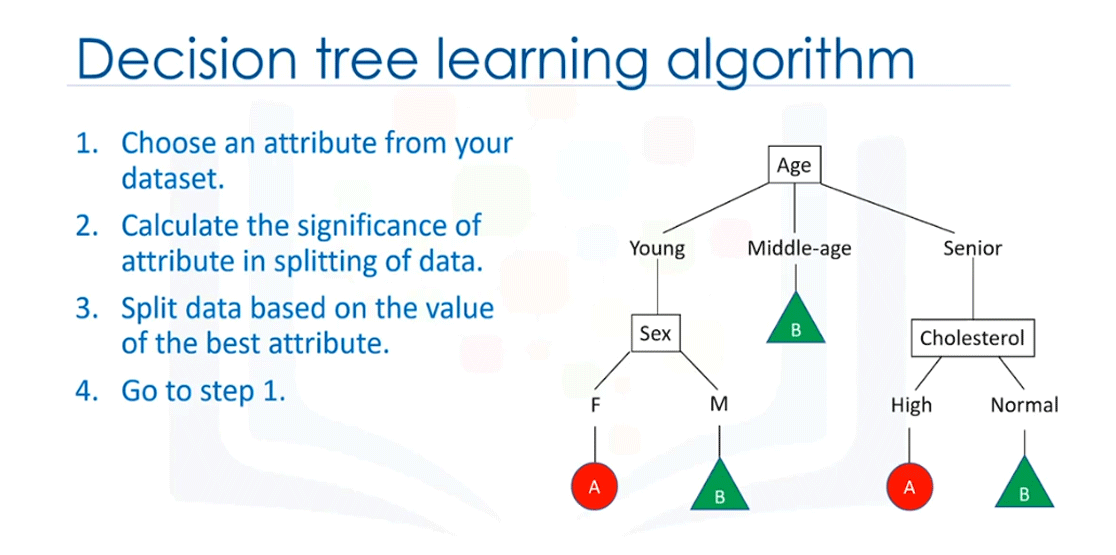 Decision tree learning algorithm
1. Choose an attribute from your
dataset.
2. Calculate the significance of
attribute in splitting of data.
3. Split data based on the value
of the best attribute.
4. Go to step 1.
Age
Young Middle-age Senior
Sex B Cholesterol
F M High Normal
A B A B